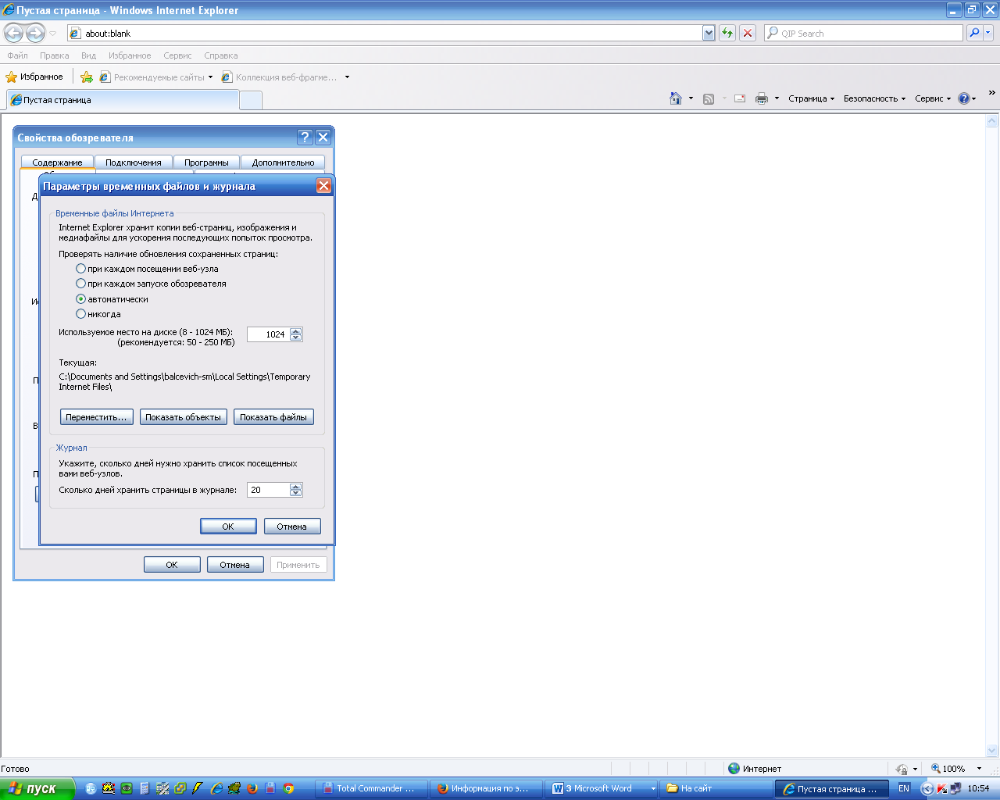 Пустая страница - Windows Internet Explorer
about:blank
QIP Search
Файл Правка Вид Избранное Сервис Справка
Избранное Рекомендуемые сайты Коллекция веб-фрагме...
Пустая страница
Страница Безопасность Сервис
Свойства обозревателя
Содержание Подключения Программы Дополнительно
Параметры временных файлов и журнала
Временные файлы Интернета
Internet Explorer хранит копии веб-страниц, изображения и
медиафайлы для ускорения последующих попыток просмотра.
Проверять наличие обновления сохраненных страниц:
при каждом посещении веб-узла
при каждом запуске обозревателя
автоматически
никогда
Используемое место на диске (8 - 1024 МБ): 1024
(рекомендуется: 50 - 250 МБ)
Текущая:
C:\Documents and Settings\balcevich-sm\Local Settings\Temporary
Internet Files\
Переместить... Показать объекты Показать файлы
Журнал
Укажите, сколько дней нужно хранить список посещенных
вами веб-узлов.
Сколько дней хранить страницы в журнале: 20
ОК Отмена
ОК Отмена Применить
Готово Интернет 100%
пуск Total Commander ... Информация по э... 3 Microsoft Word На сайт Пустая страница ... EN 10:54